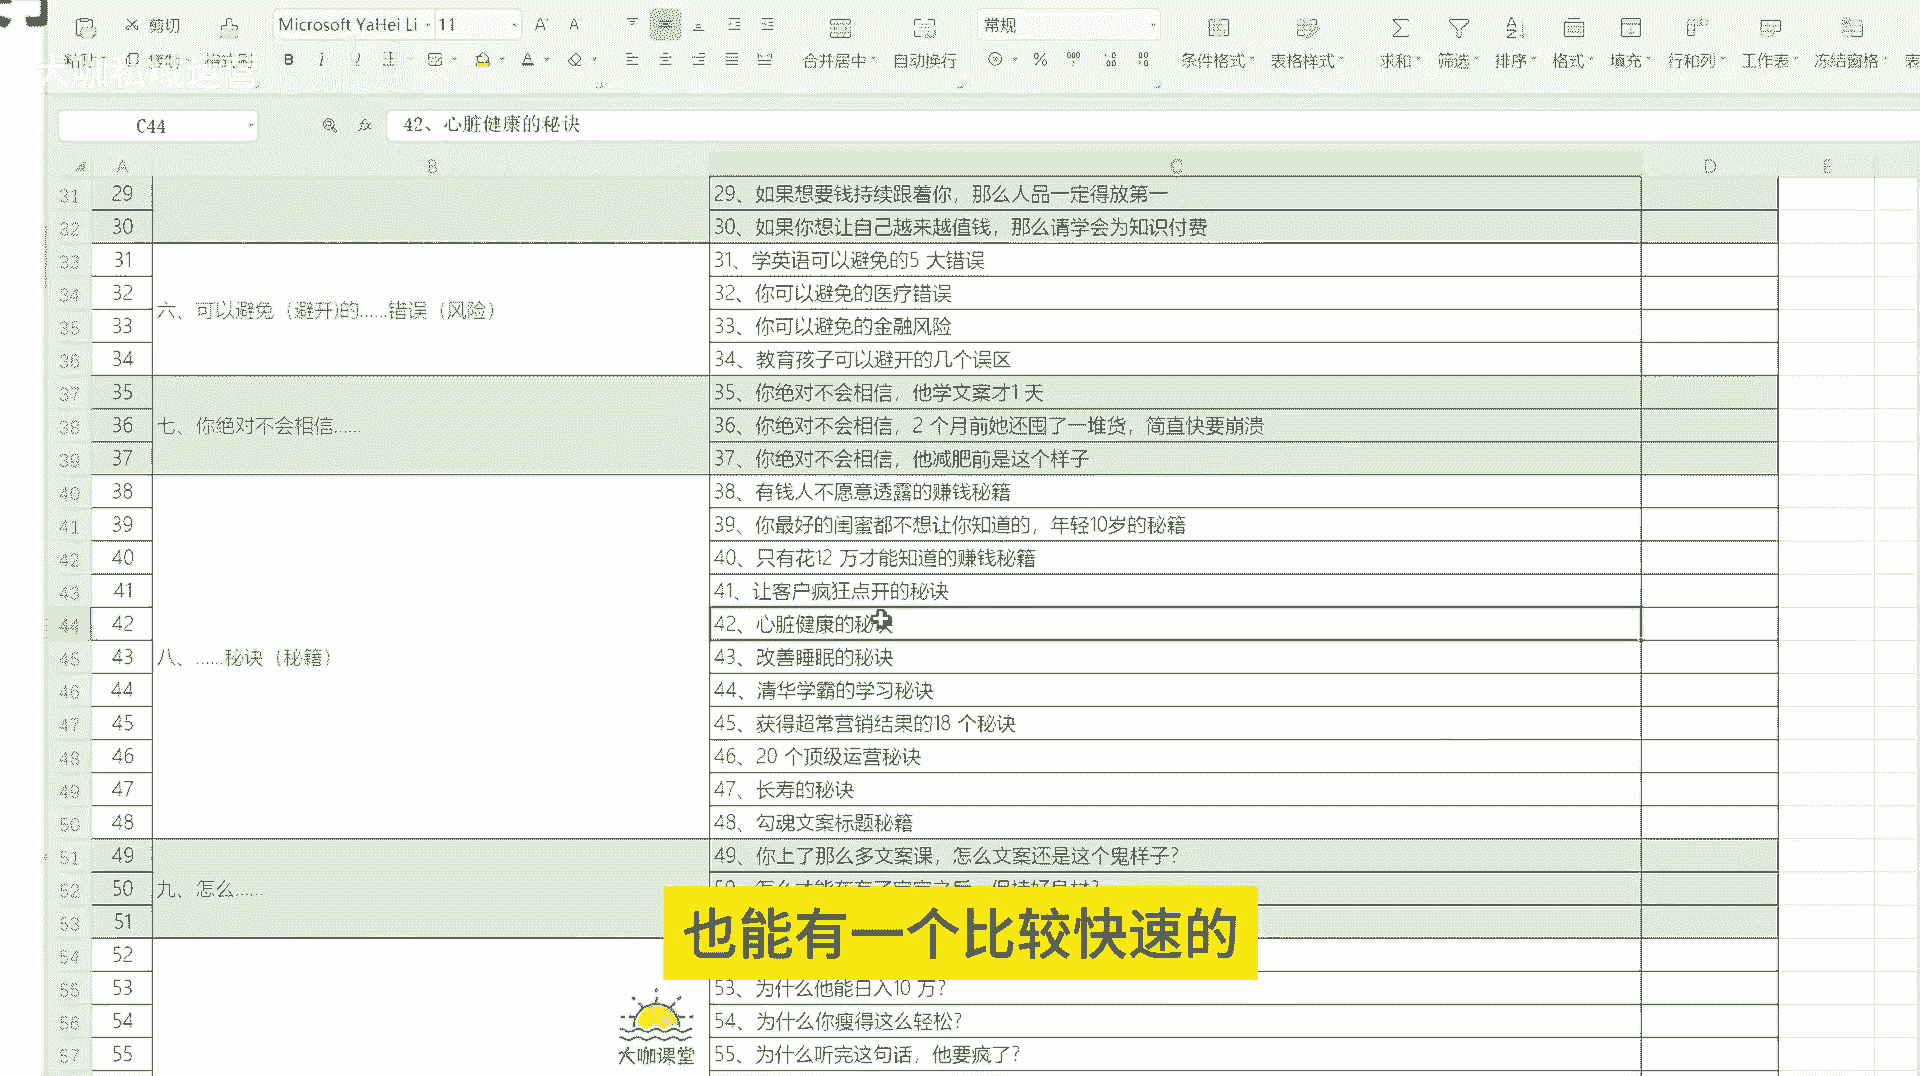 剪切
Microsoft YaHei Li 11
常规
B I U A
合并居中 自动换行
条件格式 表格样式 求和 筛选 排序 格式 填充 行和列 工作表 冻结窗格
大咖私域运营
C44 fx 42、心脏健康的秘诀
A B C D E
31 29 29、如果想要钱持续跟着你，那么人品一定得放第一
32 30 30、如果你想让自己越来越值钱，那么请学会为知识付费
33 31 31、学英语可以避免的5 大错误
34 32 32、你可以避免的医疗错误
六、可以避免（避开)的......错误（风险）
35 33 33、你可以避免的金融风险
36 34 34、教育孩子可以避开的几个误区
37 35 35、你绝对不会相信，他学文案才1 天
38 36 七、你绝对不会相信...... 36、你绝对不会相信，2 个月前她还囤了一堆货，简直快要崩溃
39 37 37、你绝对不会相信，他减肥前是这个样子
40 38 38、有钱人不愿意透露的赚钱秘籍
41 39 39、你最好的闺蜜都不想让你知道的，年轻10岁的秘籍
42 40 40、只有花12 万才能知道的赚钱秘籍
43 41 41、让客户疯狂点开的秘诀
44 42 42、心脏健康的秘诀
45 43 八、......秘诀（秘籍） 43、改善睡眠的秘诀
46 44 44、清华学霸的学习秘诀
47 45 45、获得超常营销结果的18 个秘诀
48 46 46、20 个顶级运营秘诀
49 47 47、长寿的秘诀
50 48 48、勾魂文案标题秘籍
51 49 49、你上了那么多文案课，怎么文案还是这个鬼样子？
52 50 九、怎么......
53 51
也能有一个比较快速的
54 52
55 53 53、为什么他能日入10 万？
56 54 54、为什么你瘦得这么轻松？
57 55 55、为什么听完这句话，他要疯了？
大咖课堂